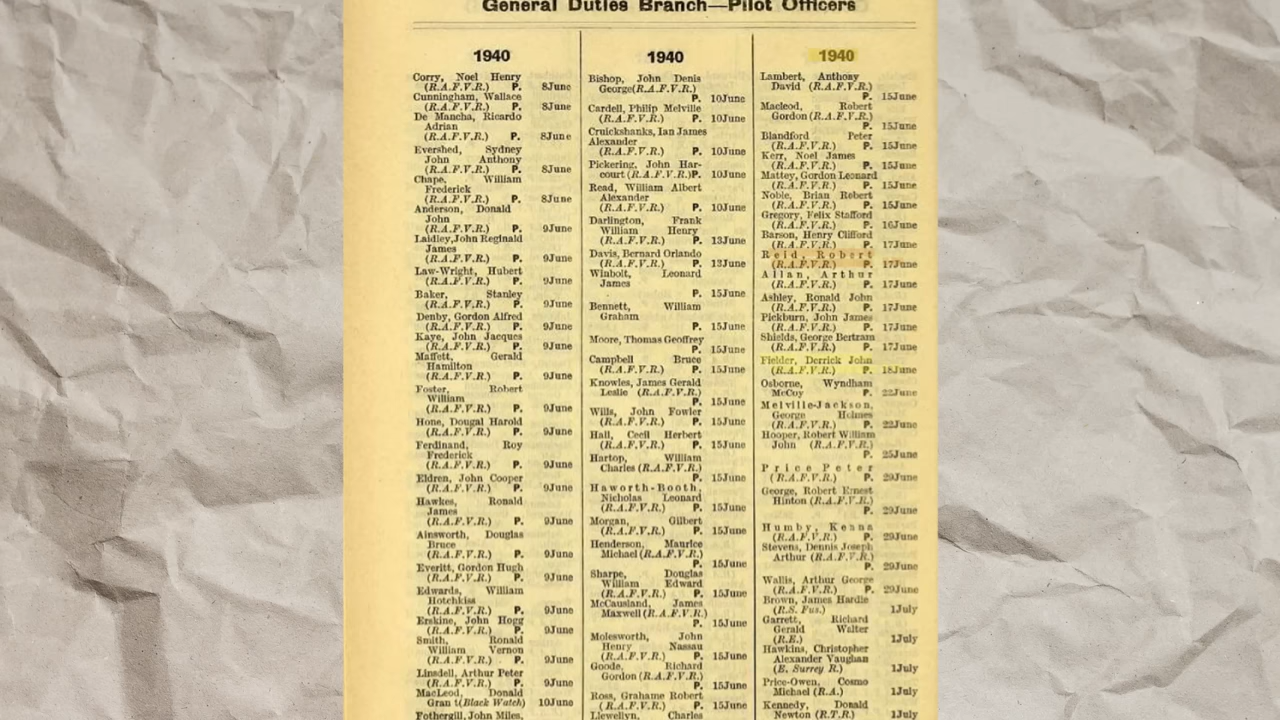 General Duties Branch—Pilot Officers
1940
Corry, Noel Henry
(R.A.F.V.R.) P. 8June
Cunningham, Wallace
(R.A.F.V.R.) P. 8June
De Mancha, Ricardo
Adrian
(R.A.F.V.R.) P. 8June
Evershed, Sydney
John Anthony
(R.A.F.V.R.) P. 8June
Chape, William
Frederick
(R.A.F.V.R.) P. 8June
Anderson, Donald
John
(R.A.F.V.R.) P. 9June
Laidley,John Reginald
James
(R.A.F.V.R.) P. 9June
Law-Wright, Hubert
(R.A.F.V.R.) P. 9June
Baker, Stanley
(R.A.F.V.R.) P. 9June
Denby, Gordon Alfred
(R.A.F.V.R.) P. 9June
Kaye, John Jacques
(R.A.F.V.R.) P. 9June
Maffett, Gerald
Hamilton
(R.A.F.V.R.) P. 9June
Foster, Robert
William
(R.A.F.V.R.) P. 9June
Hone, Dougal Harold
(R.A.F.V.R.) P. 9June
Ferdinand, Roy
Frederick
(R.A.F.V.R.) P. 9June
Eldren, John Cooper
(R.A.F.V.R.) P. 9June
Hawkes, Ronald
James
(R.A.F.V.R.) P. 9June
Ainsworth, Douglas
Bruce
(R.A.F.V.R.) P. 9June
Everitt, Gordon Hugh
(R.A.F.V.R.) P. 9June
Edwards, William
Hotchkiss
(R.A.F.V.R.) P. 9June
Erskine, John Hogg
(R.A.F.V.R.) P. 9June
Smith, Ronald
William Vernon
(R.A.F.V.R.) P. 9June
Linsdell, Arthur Peter
(R.A.F.V.R.) P. 9June
MacLeod, Donald
Gran t(Black Watch) 10June
Fothergill, John Miles,
1940
Bishop, John Denis
George(R.A.F.V.R.)
P. 10June
Cardell, Philip Melville
(R.A.F.V.R.) P. 10June
Cruickshanks, Ian James
Alexander
(R.A.F.V.R.) P. 10June
Pickering, John Har-
court (R.A.F.V.R.)P. 10June
Read, William Albert
Alexander
(R.A.F.V.R.) P. 10June
Darlington, Frank
William Henry
(R.A.F.V.R.) P. 13June
Davis, Bernard Orlando
(R.A.F.V.R.) P. 13June
Winbolt, Leonard
James
P. 15June
Bennett, William
Graham
P. 15June
Moore, Thomas Geoffrey
P. 15June
Campbell Bruce
(R.A.F.V.R.) P. 15June
Knowles, James Gerald
Leslie (R.A.F.V.R.)
P. 15June
Wills, John Fowler
(R.A.F.V.R.) P. 15June
Hall, Cecil Herbert
(R.A.F.V.R.) P. 15June
Hartop, William
Charles (R.A.F.V.R.)
P. 15June
Haworth-Booth,
Nicholas Leonard
(R.A.F.V.R.) P. 15June
Morgan, Gilbert
(R.A.F.V.R.) P. 15June
Henderson, Maurice
Michael (R.A.F.V.R.)
P. 15June
Sharpe, Douglas
William Edward
(R.A.F.V.R.) P. 15June
McCausland, James
Maxwell (R.A.F.V.R.)
P. 15June
Molesworth, John
Henry Nassau
(R.A.F.V.R.) P. 15June
Goode, Richard
Gordon (R.A.F.V.R.)
P. 15June
Ross, Grahame Robert
(R.A.F.V.R.) P. 15June
Llewellyn, Charles
1940
Lambert, Anthony
David (R.A.F.V.R.)
P. 15June
Macleod, Robert
Gordon (R.A.F.V.R.)
P. 15June
Blandford Peter
(R.A.F.V.R.) P. 15June
Kerr, Noel James
(R.A.F.V.R.) P. 15June
Mattey, Gordon Leonard
(R.A.F.V.R.) P. 15June
Noble, Brian Robert
(R.A.F.V.R.) P. 15June
Gregory, Felix Stafford
(R.A.F.V.R.) P. 16June
Barson, Henry Clifford
(R.A.F.V.R.) P. 17June
Reid, Robert
(R.A.F.V.R.) P. 17June
Allan, Arthur
(R.A.F.V.R.) P. 17June
Ashley, Ronald John
(R.A.F.V.R.) P. 17June
Pickburn, John James
(R.A.F.V.R.) P. 17June
Shields, George Bertram
(R.A.F.V.R.) P. 17June
Fielder, Derrick John
(R.A.F.V.R.) P. 18June
Osborne, Wyndham
McCoy P. 22June
Melville-Jackson,
George Holmes
(R.A.F.V.R.) P. 22June
Hooper, Robert William
John (R.A.F.V.R.)
P. 25June
Price Peter
(R.A.F.V.R.) P. 29June
George, Robert Ernest
Hinton (R.A.F.V.R.)
P. 29June
Humby, Kenna
(R.A.F.V.R.) P. 29June
Stevens, Dennis Joseph
Arthur (R.A.F.V.R.)
P. 29June
Wallis, Arthur George
(R.A.F.V.R.) P. 29June
Brown, James Hardie
(R.S. Fus.) 1July
Garrett, Richard
Gerald Walter
(R.E.) 1July
Hawkins, Christopher
Alexander Vaughan
(E. Surrey R.) 1July
Price-Owen, Cosmo
Michael (R.A.) 1July
Kennedy, Donald
Newton (R.T.R.) 1July